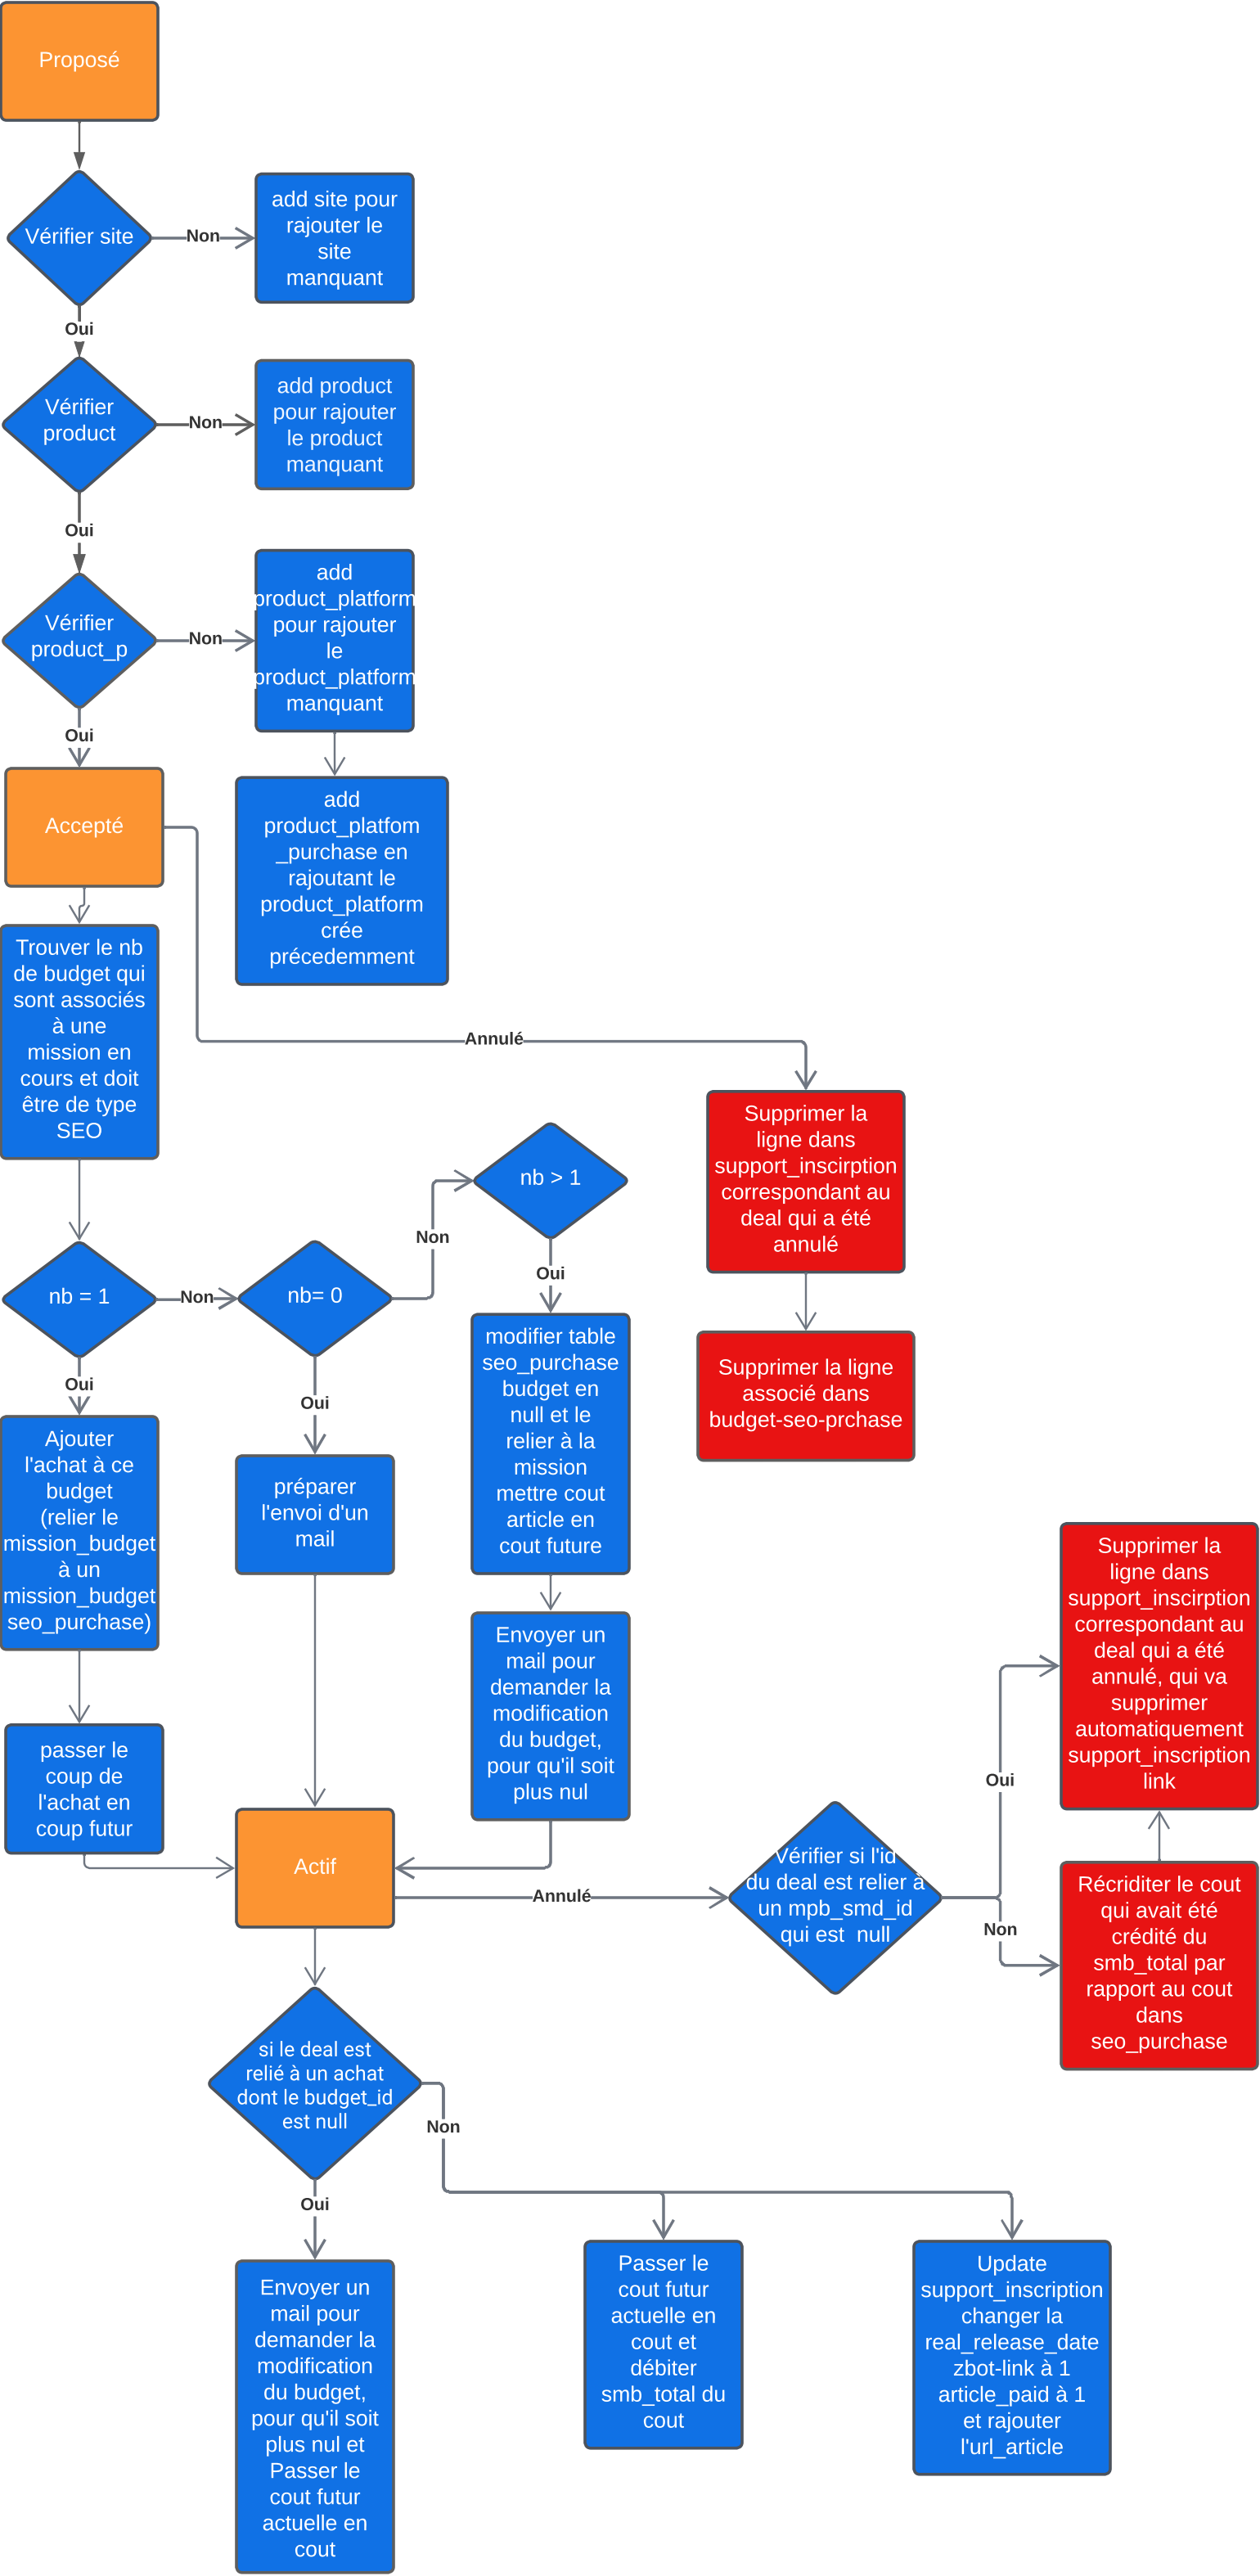 Proposé
Vérifier site
Non
add site pour
rajouter le
site
manquant
Oui
Vérifier
product
Non
add product
pour rajouter
le product
manquant
Oui
Vérifier
product_p
Non
add
product_platform
pour rajouter
le
product_platform
manquant
Oui
Accepté
add
product_platfom
_purchase en
rajoutant le
product_platform
crée
précedemment
Trouver le nb
de budget qui
sont associés
à une
mission en
cours et doit
être de type
SEO
Annulé
Supprimer la
ligne dans
support_inscirption
correspondant au
deal qui a été
annulé
Supprimer la ligne
associé dans
budget-seo-prchase
nb = 1
Non
nb= 0
Non
nb > 1
Oui
Oui
Oui
Ajouter
l'achat à ce
budget
(relier le
mission_budget
à un
mission_budget
seo_purchase)
préparer
l'envoi d'un
mail
modifier table
seo_purchase
budget en
null et le
relier à la
mission
mettre cout
article en
cout future
passer le
coup de
l'achat en
coup futur
Envoyer un
mail pour
demander la
modification
du budget,
pour qu'il soit
plus nul
Actif
Annulé
Vérifier si l'id
du deal est relier à
un mpb_smd_id
qui est  null
Oui
Non
Supprimer la
ligne dans
support_inscirption
correspondant au
deal qui a été
annulé, qui va
supprimer
automatiquement
support_inscription
link
Récriditer le cout
qui avait été
crédité du
smb_total par
rapport au cout
dans
seo_purchase
si le deal est
relié à un achat
dont le budget_id
est null
Non
Oui
Envoyer un
mail pour
demander la
modification
du budget,
pour qu'il soit
plus nul et
Passer le
cout futur
actuelle en
cout
Passer le
cout futur
actuelle en
cout et
débiter
smb_total du
cout
Update
support_inscription
changer la
real_release_date
zbot-link à 1
article_paid à 1
et rajouter
l'url_article